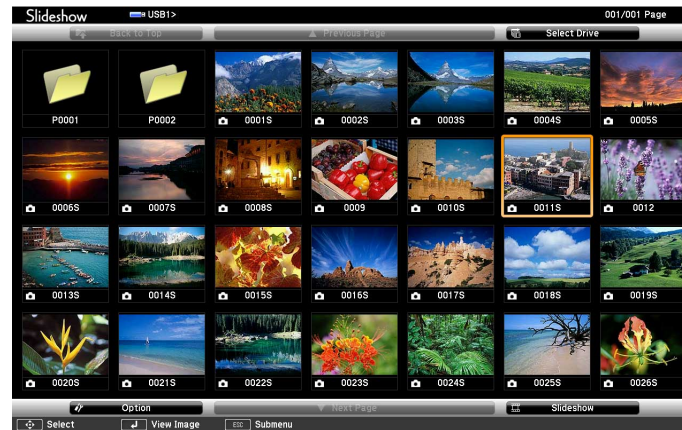 Slideshow USB1> 001/001 Page
Back to Top Previous Page Select Drive
P0001 P0002 0001S 0002S 0003S 0004S 0005S
0006S 0007S 0008S 0009 0010S 0011S 0012
0013S 0014S 0015S 0016S 0017S 0018S 0019S
0020S 0021S 0022S 0023S 0024S 0025S 0026S
Option Next Page Slideshow
Select View Image ESC Submenu